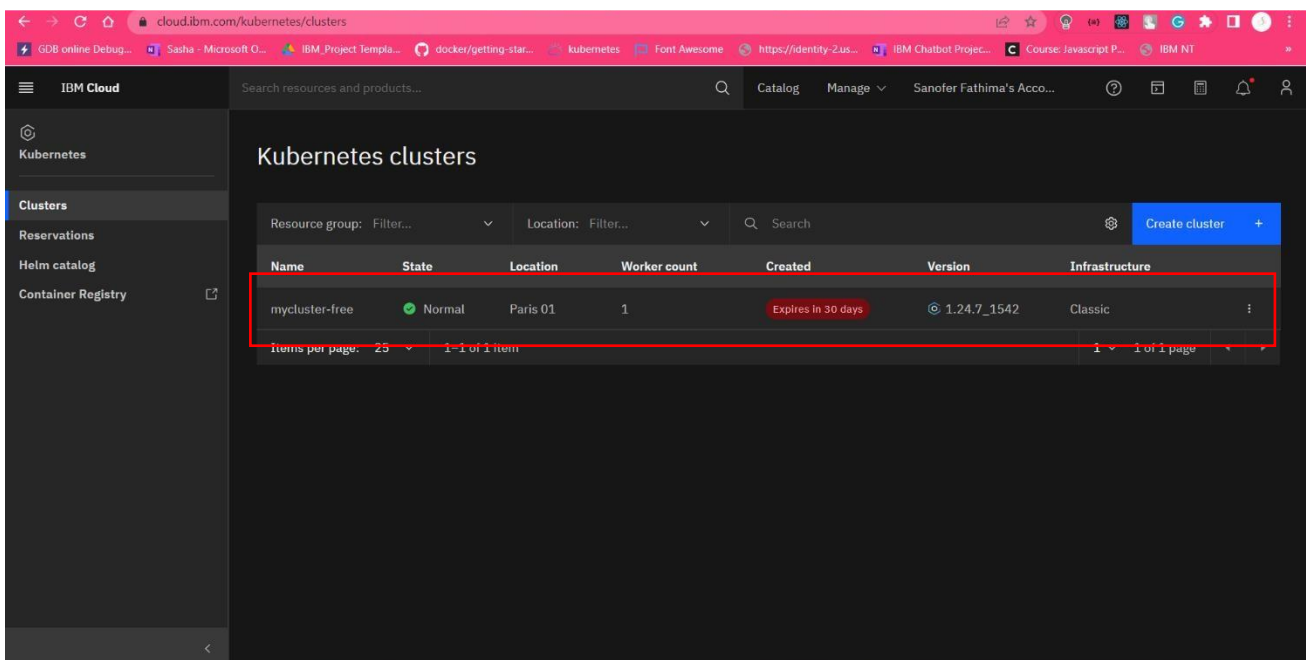 cloud.ibm.com/kubernetes/clusters
GDB online Debug... Sasha - Microsoft O... IBM_Project Templa... docker/getting-star... kubernetes Font Awesome https://identity-2.us... IBM Chatbot Projec... Course: Javascript P... IBM NT »
IBM Cloud Search resources and products... Catalog Manage Sanofer Fathima's Acco...
Kubernetes
Kubernetes clusters
Clusters
Reservations
Helm catalog
Container Registry
Resource group: Filter... Location: Filter... Search Create cluster +
Name State Location Worker count Created Version Infrastructure
mycluster-free Normal Paris 01 1 Expires in 30 days 1.24.7_1542 Classic
Items per page: 25 1–1 of 1 item 1 1 of 1 page